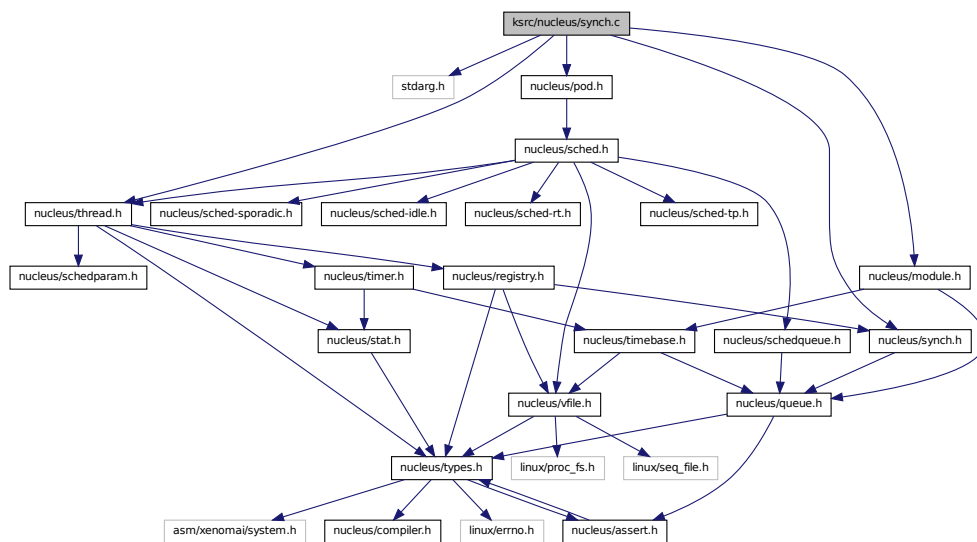 ksrc/nucleus/synch.c
stdarg.h
nucleus/pod.h
nucleus/sched.h
nucleus/thread.h
nucleus/sched-sporadic.h
nucleus/sched-idle.h
nucleus/sched-rt.h
nucleus/sched-tp.h
nucleus/schedparam.h
nucleus/timer.h
nucleus/registry.h
nucleus/module.h
nucleus/stat.h
nucleus/timebase.h
nucleus/schedqueue.h
nucleus/synch.h
nucleus/vfile.h
nucleus/queue.h
nucleus/types.h
linux/proc_fs.h
linux/seq_file.h
asm/xenomai/system.h
nucleus/compiler.h
linux/errno.h
nucleus/assert.h